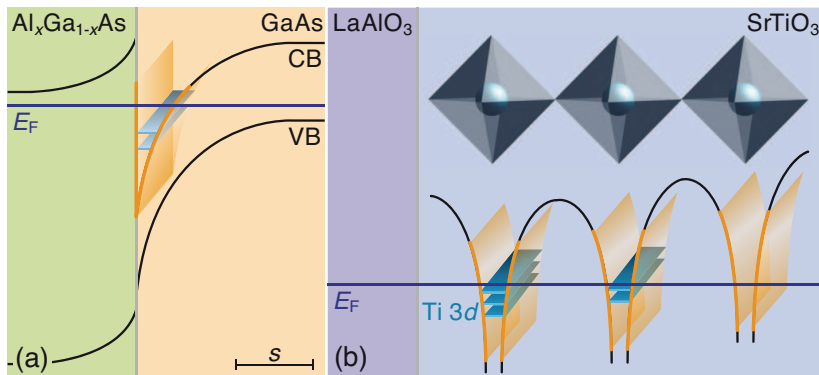 AlxGa1-xAs
GaAs
CB
EF
VB
(a)
s
LaAlO3
SrTiO3
EF
Ti 3d
(b)